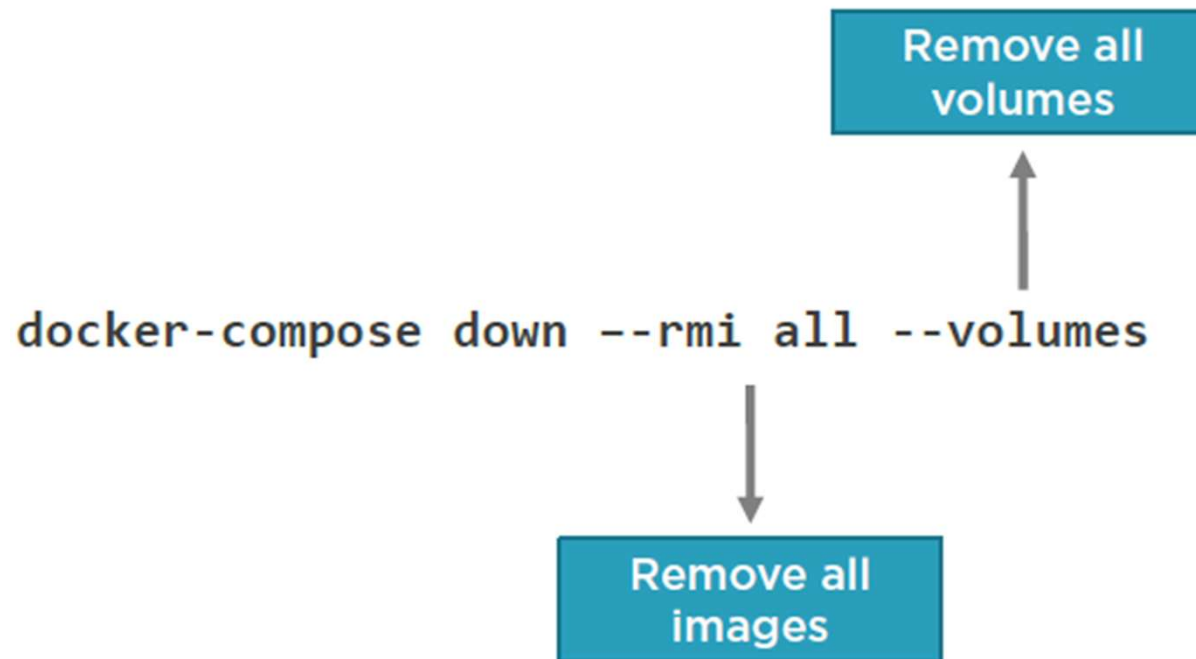 Remove all
volumes
docker-compose down --rmi all --volumes
Remove all
images